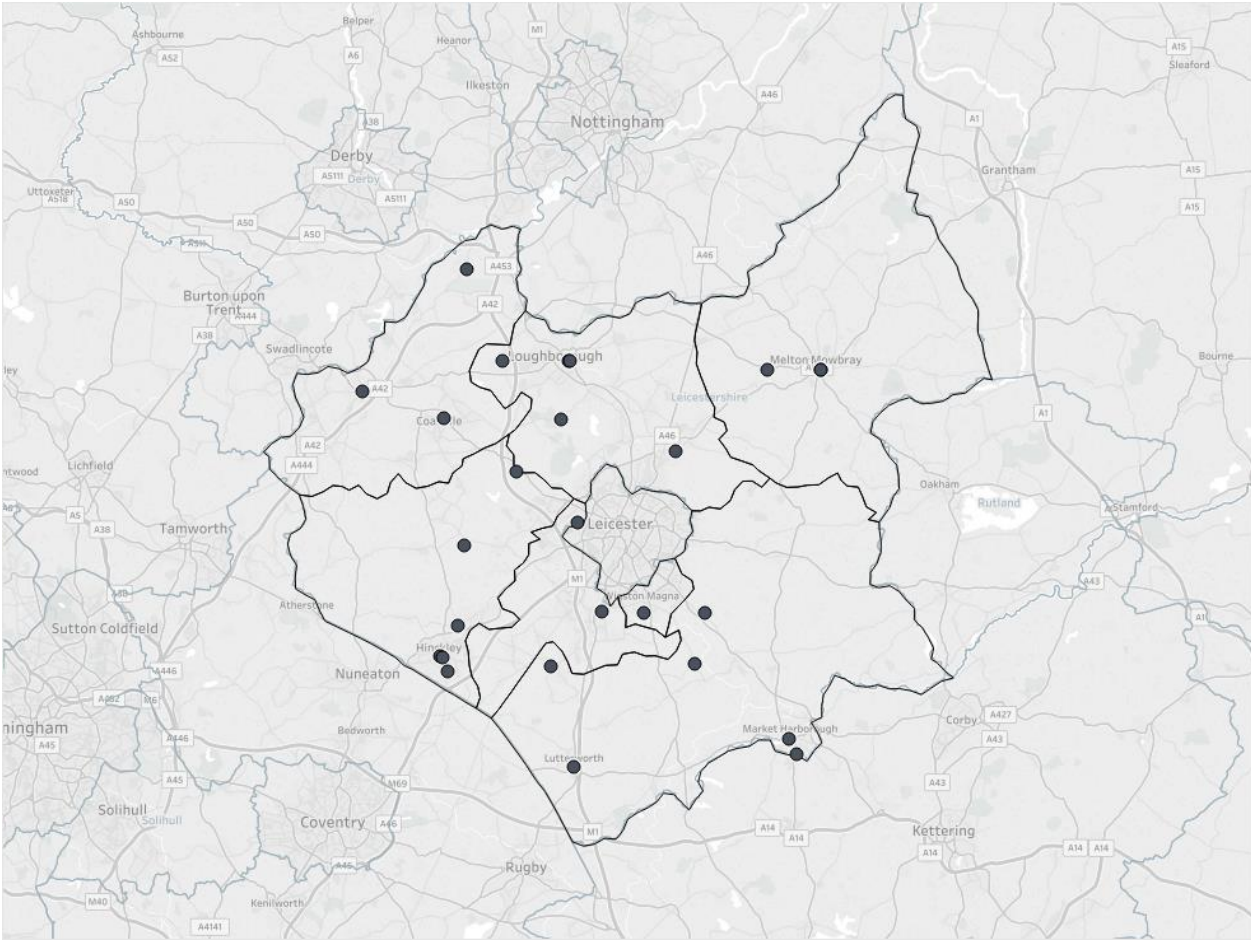 Belper
Ashbourne
M1
Heanor
A15
A52
A6
Sleaford
Ilkeston
A46
A1
A38
Nottingham
Derby
Grantham
A5111
Derby
A15
Uttoxeter
A518
A50
A5111
A15
A50
A50
A46
A453
Burton upon
Trent
A42
A444
A38
Swadlincote
Loughborough
Melton Mowbray
Bourne
A42
Leicestershire
A1
Coalville
A46
A42
A444
Lichfield
Oakham
Rutland
Stamford
A5
A38
Tamworth
Leicester
M1
A43
Wigston Magna
Atherstone
Sutton Coldfield
Hinckley
Nuneaton
A446
M6
Corby
A427
Bedworth
Market Harborough
A43
A446
A45
Lutterworth
A45
M69
A43
Solihull
Solihull
Coventry
A46
M1
A14
A14
Kettering
A14
A14
A14
A45
Rugby
M40
Kenilworth
A4141